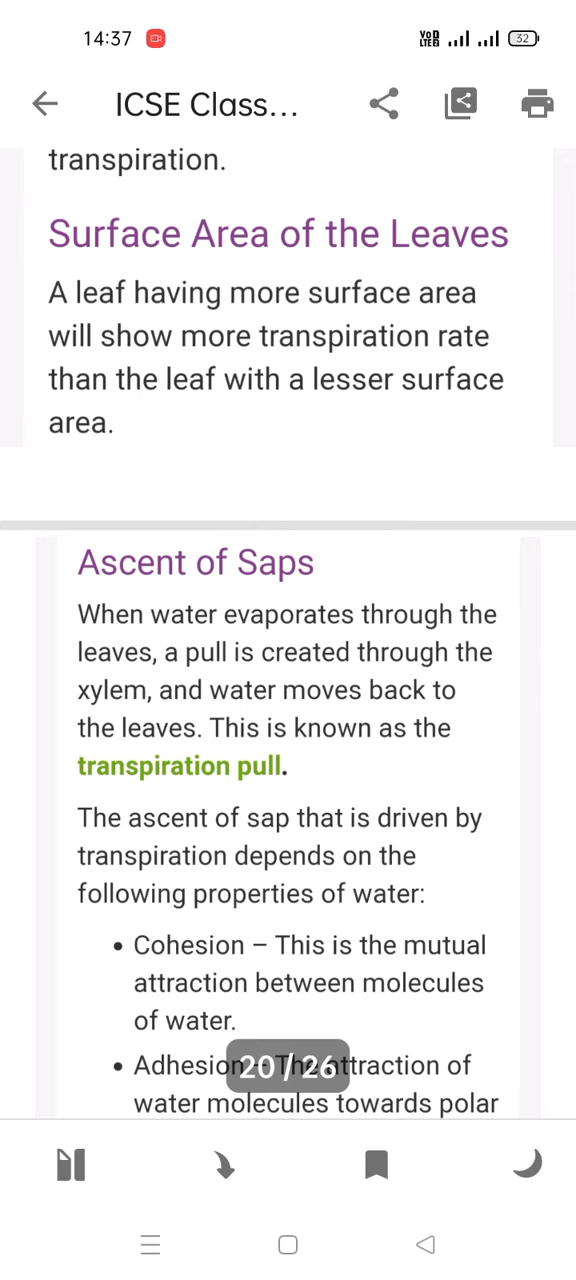 14:37 VoD LTE 32
ICSE Class...
transpiration.
Surface Area of the Leaves
A leaf having more surface area
will show more transpiration rate
than the leaf with a lesser surface
area.
Ascent of Saps
When water evaporates through the
leaves, a pull is created through the
xylem, and water moves back to
the leaves. This is known as the
transpiration pull.
The ascent of sap that is driven by
transpiration depends on the
following properties of water:
• Cohesion – This is the mutual
attraction between molecules
of water.
• Adhesion – The attraction of
20 / 26
water molecules towards polar